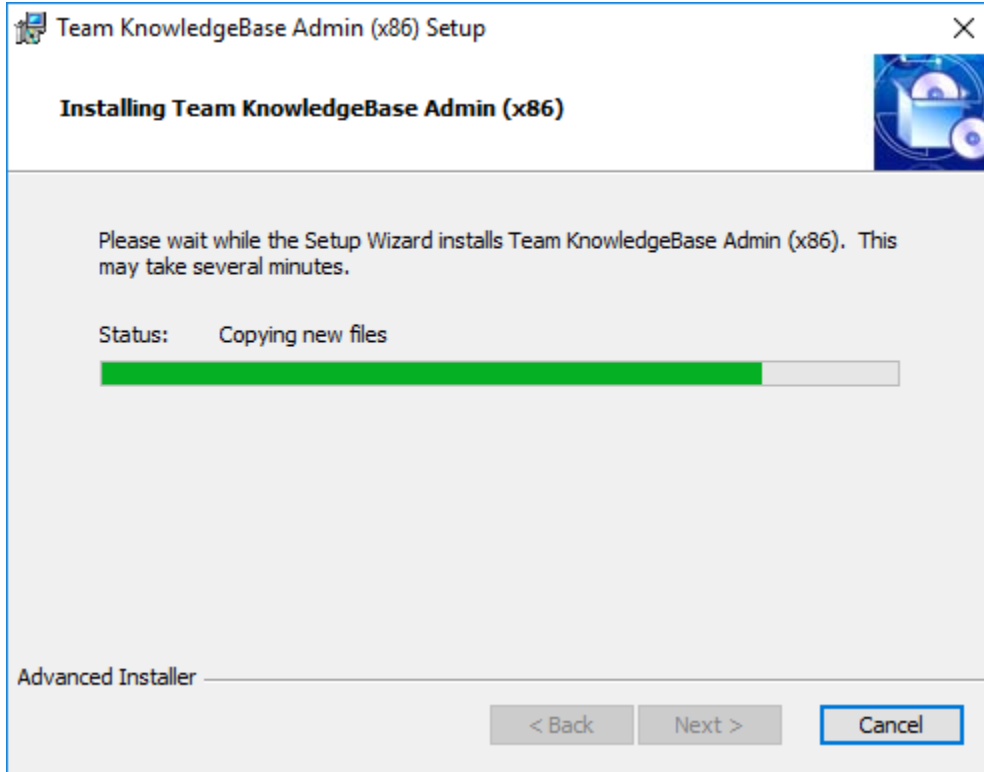 Team KnowledgeBase Admin (x86) Setup
Installing Team KnowledgeBase Admin (x86)
Please wait while the Setup Wizard installs Team KnowledgeBase Admin (x86).  This
may take several minutes.
Status: Copying new files
Advanced Installer
< Back Next > Cancel